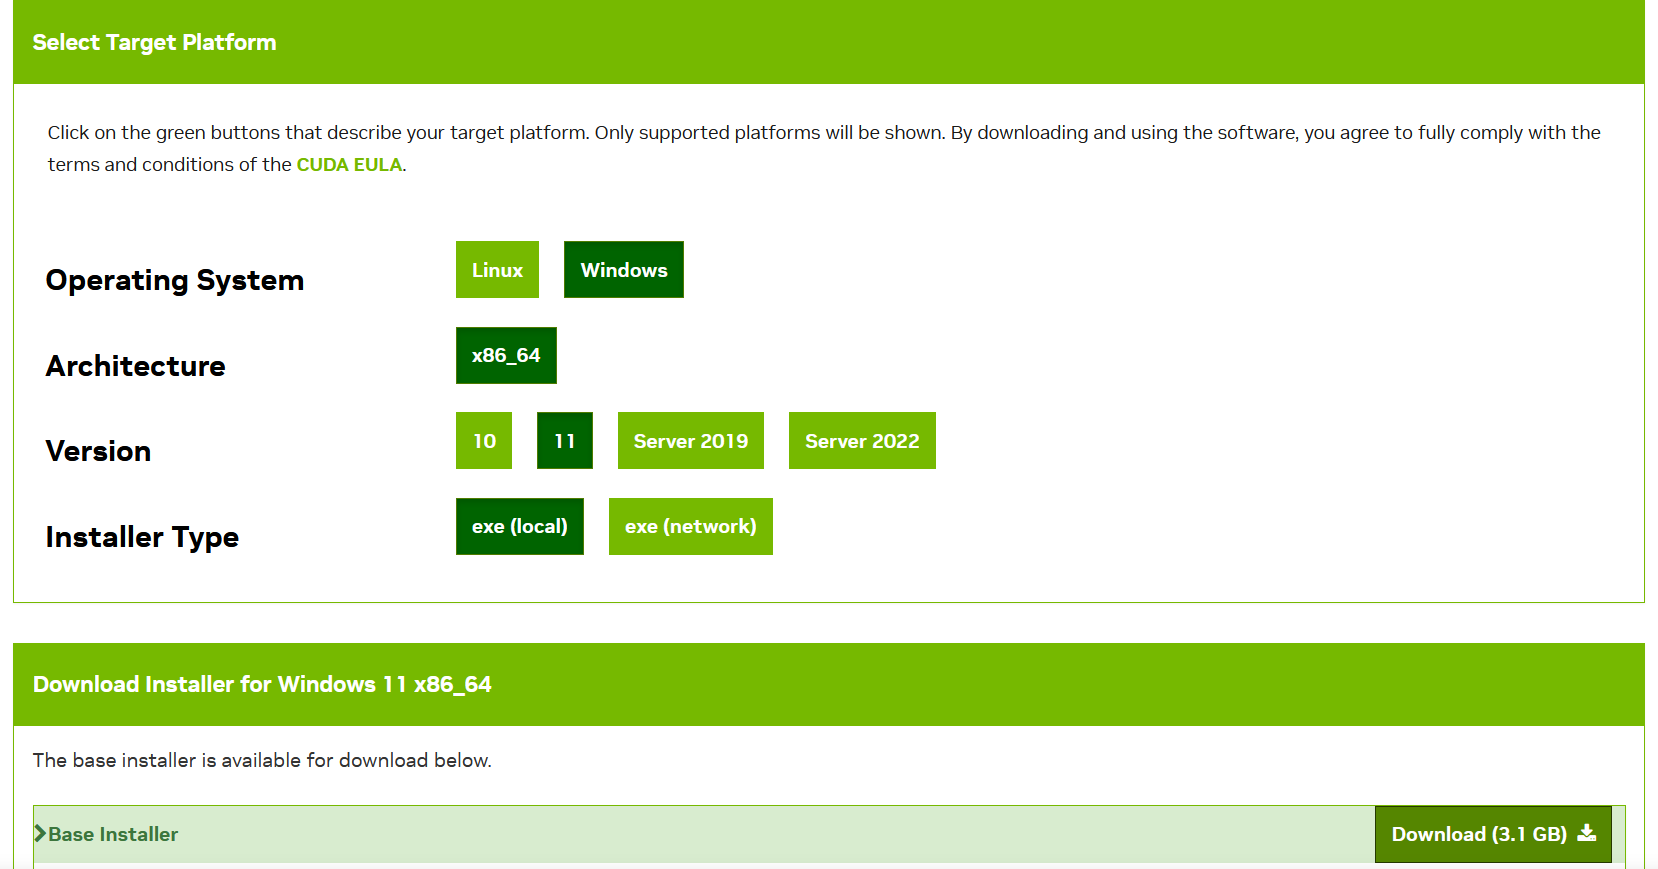 Select Target Platform
Click on the green buttons that describe your target platform. Only supported platforms will be shown. By downloading and using the software, you agree to fully comply with the
terms and conditions of the CUDA EULA.
Operating System
Linux
Windows
Architecture
x86_64
Version
10
11
Server 2019
Server 2022
Installer Type
exe (local)
exe (network)
Download Installer for Windows 11 x86_64
The base installer is available for download below.
Base Installer
Download (3.1 GB)